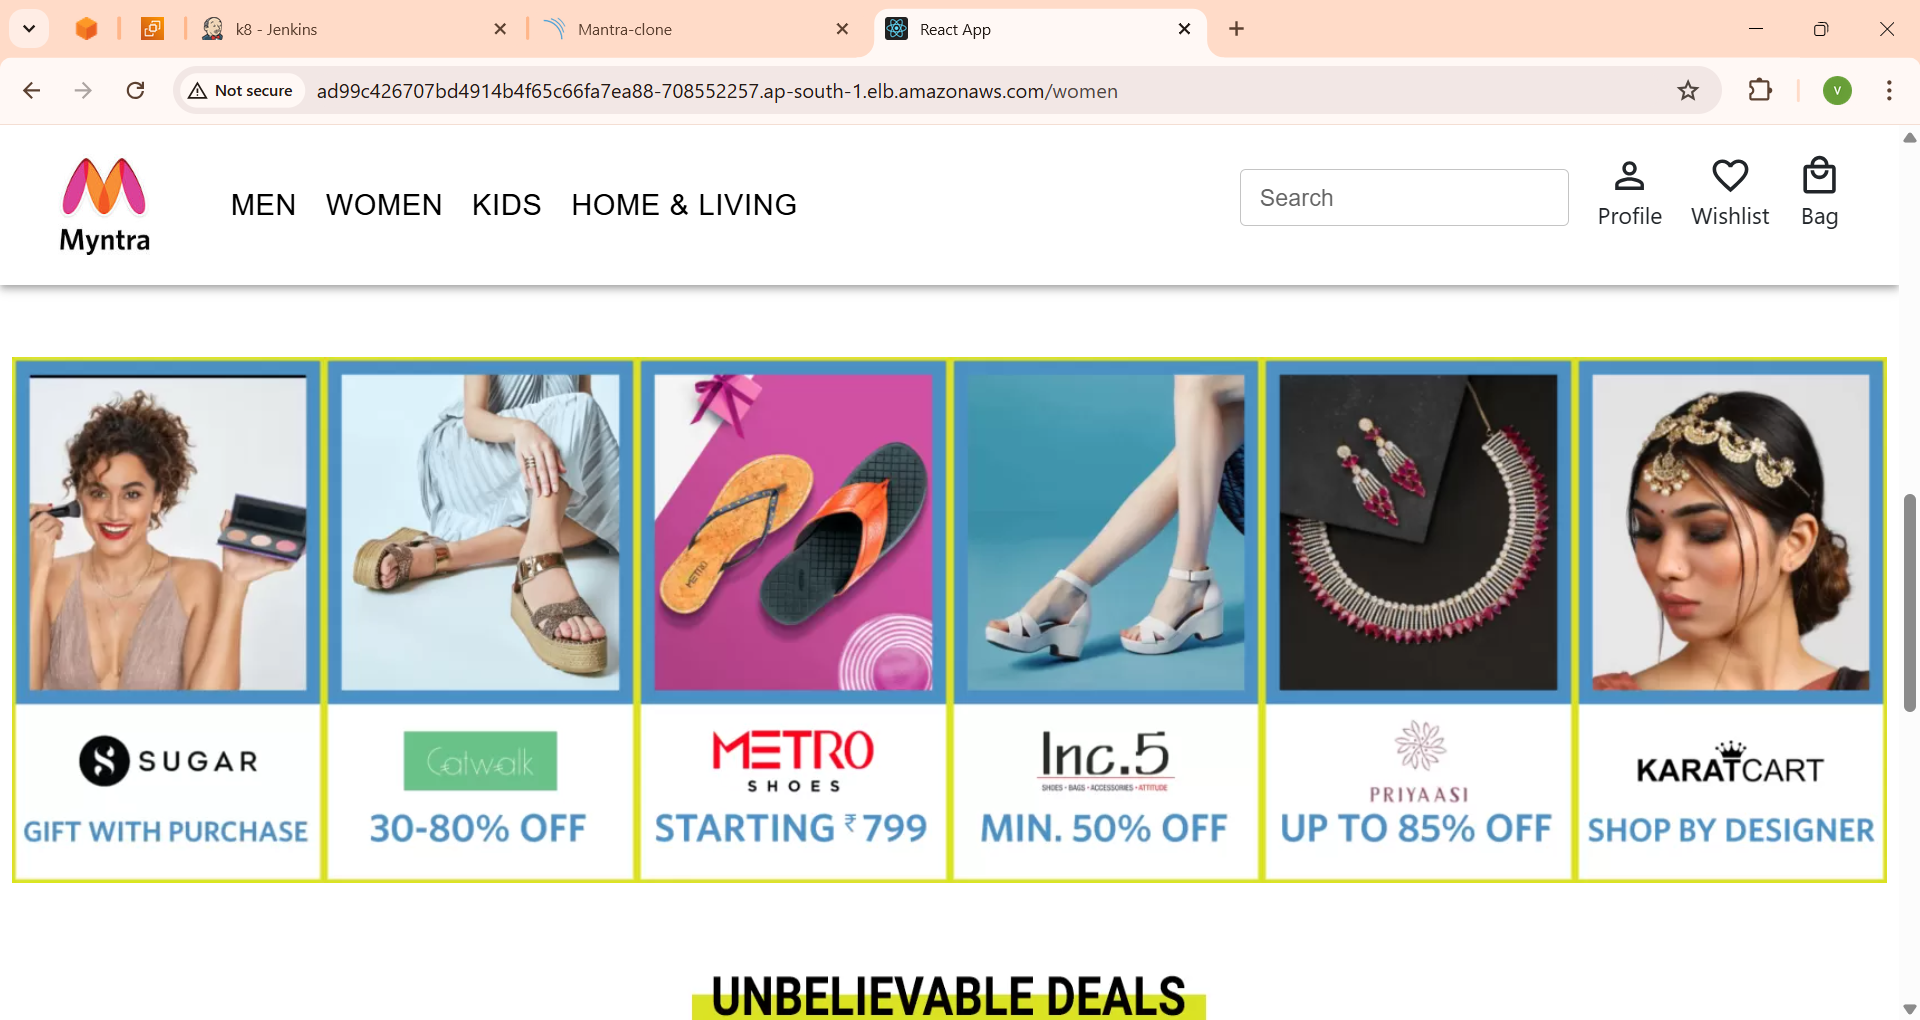 k8 - Jenkins
Mantra-clone
React App
Not secure
ad99c426707bd4914b4f65c66fa7ea88-708552257.ap-south-1.elb.amazonaws.com/women
V
Myntra
MEN
WOMEN
KIDS
HOME & LIVING
Search
Profile
Wishlist
Bag
METRO
SUGAR
GIFT WITH PURCHASE
Catwalk
30-80% OFF
METRO
SHOES
STARTING ₹799
Inc.5
SHOES • BAGS • ACCESSORIES • ATTITUDE
MIN. 50% OFF
PRIYAASI
UP TO 85% OFF
KARATCART
SHOP BY DESIGNER
UNBELIEVABLE DEALS